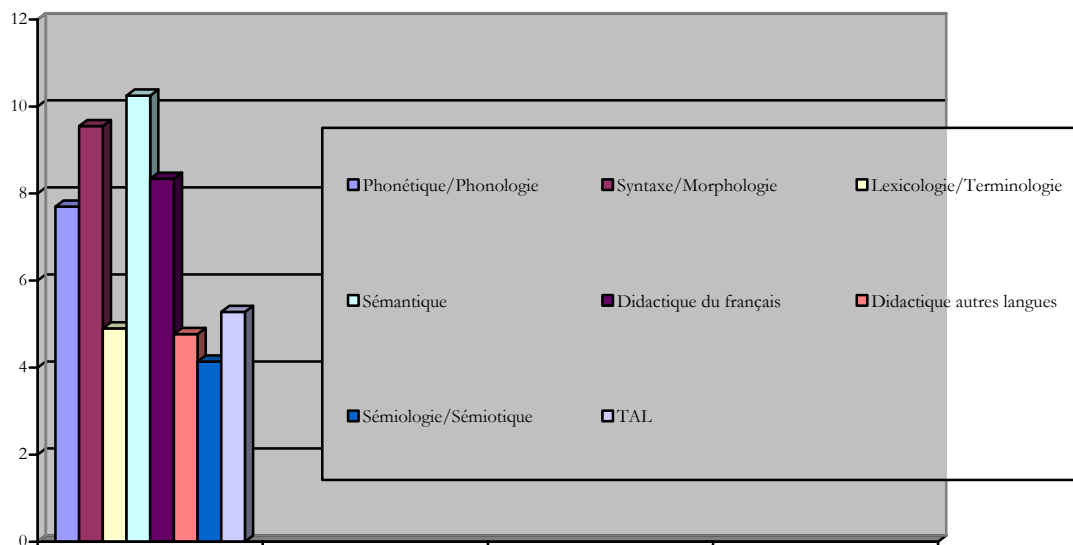 12
10
8
6
4
2
0
Phonétique/Phonologie Syntaxe/Morphologie Lexicologie/Terminologie
Sémantique Didactique du français Didactique autres langues
Sémiologie/Sémiotique TAL